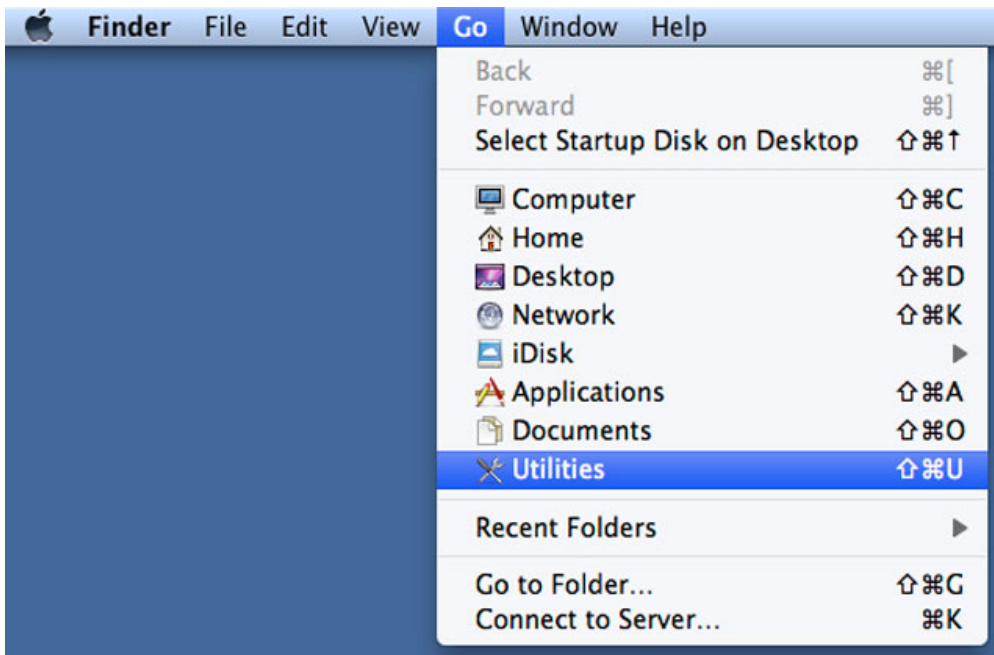 Finder File Edit View Go Window Help
Back ⌘[
Forward ⌘]
Select Startup Disk on Desktop ⇧⌘↑
Computer ⇧⌘C
Home ⇧⌘H
Desktop ⇧⌘D
Network ⇧⌘K
iDisk
Applications ⇧⌘A
Documents ⇧⌘O
Utilities ⇧⌘U
Recent Folders
Go to Folder... ⇧⌘G
Connect to Server... ⌘K